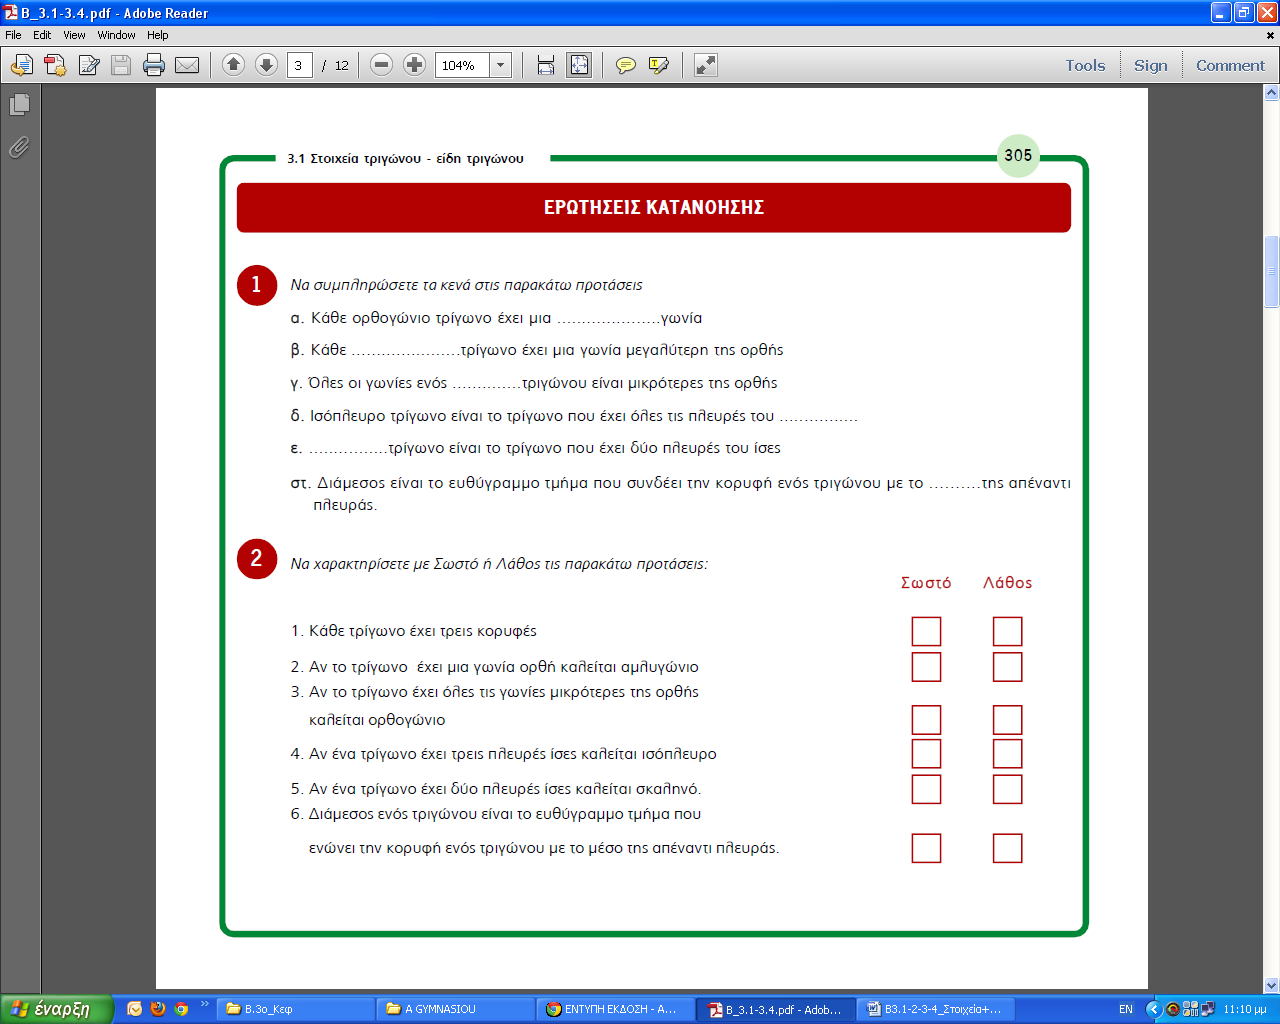 B_3.1-3.4.pdf - Adobe Reader
File Edit View Window Help
3 / 12 104% Tools Sign Comment
3.1 Στοιχεία τριγώνου - είδη τριγώνου
305
ΕΡΩΤΗΣΕΙΣ ΚΑΤΑΝΟΗΣΗΣ
1 Να συμπληρώσετε τα κενά στις παρακάτω προτάσεις
α. Κάθε ορθογώνιο τρίγωνο έχει μια .....................γωνία
β. Κάθε ......................τρίγωνο έχει μια γωνία μεγαλύτερη της ορθής
γ. Όλες οι γωνίες ενός ..............τριγώνου είναι μικρότερες της ορθής
δ. Ισόπλευρο τρίγωνο είναι το τρίγωνο που έχει όλες τις πλευρές του ................
ε. ................τρίγωνο είναι το τρίγωνο που έχει δύο πλευρές του ίσες
στ. Διάμεσος είναι το ευθύγραμμο τμήμα που συνδέει την κορυφή ενός τριγώνου με το ..........της απέναντι
πλευράς.
2 Να χαρακτηρίσετε με Σωστό ή Λάθος τις παρακάτω προτάσεις:
Σωστό Λάθος
1. Κάθε τρίγωνο έχει τρεις κορυφές
2. Αν το τρίγωνο έχει μια γωνία ορθή καλείται αμλυγώνιο
3. Αν το τρίγωνο έχει όλες τις γωνίες μικρότερες της ορθής
καλείται ορθογώνιο
4. Αν ένα τρίγωνο έχει τρεις πλευρές ίσες καλείται ισόπλευρο
5. Αν ένα τρίγωνο έχει δύο πλευρές ίσες καλείται σκαληνό.
6. Διάμεσος ενός τριγώνου είναι το ευθύγραμμο τμήμα που
ενώνει την κορυφή ενός τριγώνου με το μέσο της απέναντι πλευράς.
έναρξη » Β.3ο_Κεφ A GYMNASIOU ΕΝΤΥΠΗ ΕΚΔΟΣΗ - Α... B_3.1-3.4.pdf - Adob... Β3.1-2-3-4_Στοιχεία+... EN 11:10 μμ